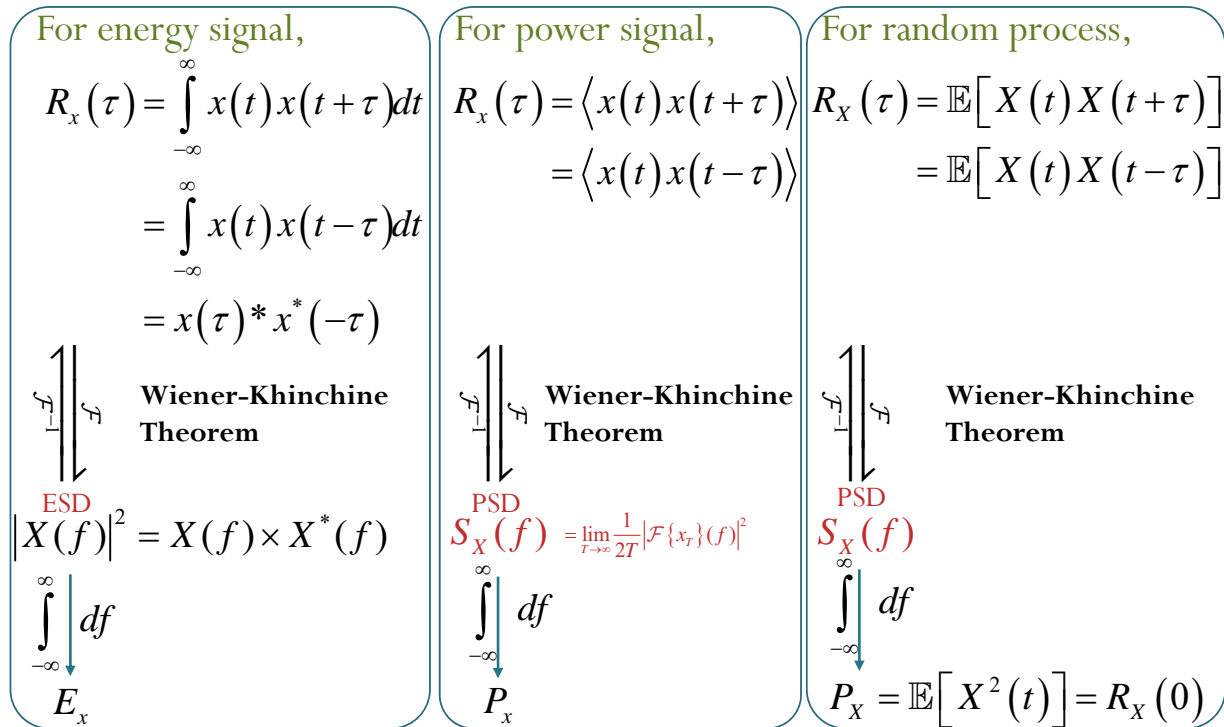 For energy signal,
R_x(τ) = ∫_{-∞}^{∞} x(t)x(t+τ)dt
= ∫_{-∞}^{∞} x(t)x(t−τ)dt
= x(τ) * x^*(−τ)
ℱ^{-1} ℱ
Wiener-Khinchine
Theorem
ESD
|X(f)|^2 = X(f)×X^*(f)
∫_{-∞}^{∞} df
E_x
For power signal,
R_x(τ) = ⟨x(t)x(t+τ)⟩
= ⟨x(t)x(t−τ)⟩
ℱ^{-1} ℱ
Wiener-Khinchine
Theorem
PSD
S_X(f) = lim_{T→∞} \frac{1}{2T}|ℱ{x_T}(f)|^2
∫_{-∞}^{∞} df
P_x
For random process,
R_X(τ) = 𝔼[X(t)X(t+τ)]
= 𝔼[X(t)X(t−τ)]
ℱ^{-1} ℱ
Wiener-Khinchine
Theorem
PSD
S_X(f)
∫_{-∞}^{∞} df
P_X = 𝔼[X^2(t)] = R_X(0)